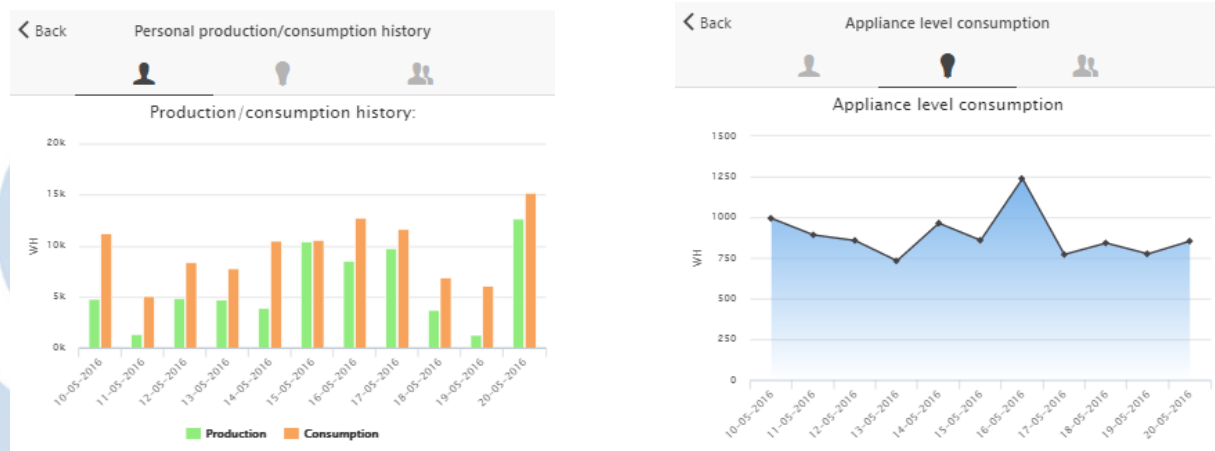 Back Personal production/consumption history
Production/consumption history:
20k
15k
10k
5k
0k
WH
10-05-2016 11-05-2016 12-05-2016 13-05-2016 14-05-2016 15-05-2016 16-05-2016 17-05-2016 18-05-2016 19-05-2016 20-05-2016
Production Consumption
Back Appliance level consumption
Appliance level consumption
1500
1250
1000
750
500
250
0
WH
10-05-2016 11-05-2016 12-05-2016 13-05-2016 14-05-2016 15-05-2016 16-05-2016 17-05-2016 18-05-2016 19-05-2016 20-05-2016